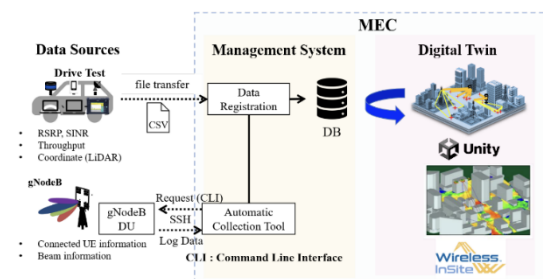 MEC
Data Sources
Management System
Digital Twin
Drive Test
file transfer
CSV
Data
Registration
DB
• RSRP, SINR
• Throughput
• Coordinate (LiDAR)
unity
gNodeB
gNodeB
DU
Request (CLI)
SSH
Log Data
Automatic
Collection Tool
• Connected UE information
• Beam information
CLI : Command Line Interface
Wireless
InSite